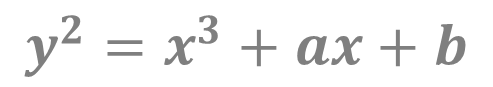 y² = x³ + ax + b